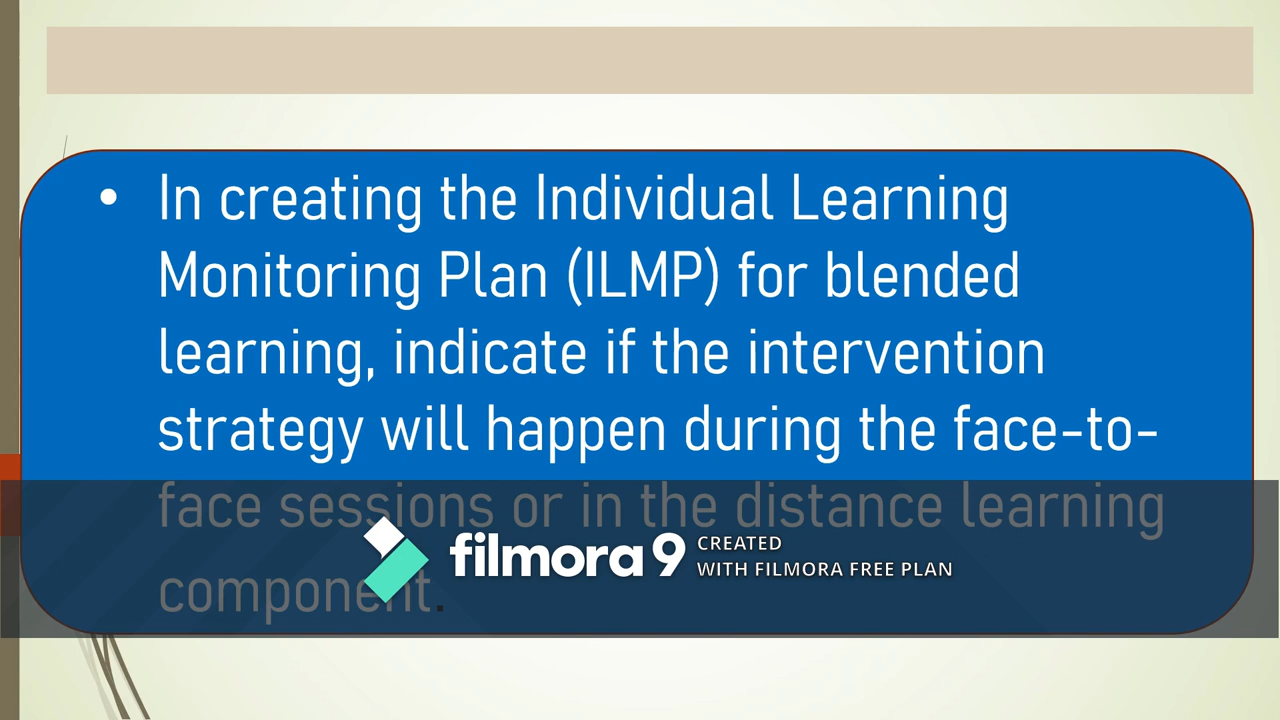 • In creating the Individual Learning
Monitoring Plan (ILMP) for blended
learning, indicate if the intervention
strategy will happen during the face-to-
face sessions or in the distance learning
component.
filmora 9 CREATED
WITH FILMORA FREE PLAN